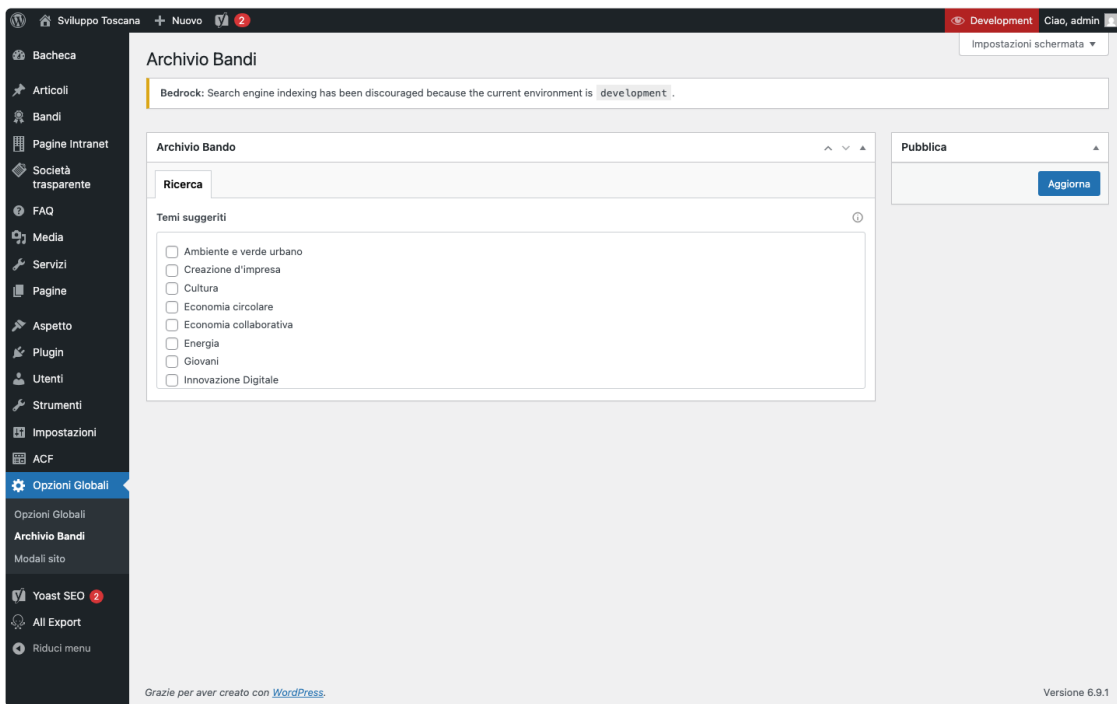 Sviluppo Toscana
Nuovo
2
Development
Ciao, admin
Impostazioni schermata
Bacheca
Articoli
Bandi
Pagine Intranet
Società
trasparente
FAQ
Media
Servizi
Pagine
Aspetto
Plugin
Utenti
Strumenti
Impostazioni
ACF
Opzioni Globali
Opzioni Globali
Archivio Bandi
Modali sito
Yoast SEO 2
All Export
Riduci menu
Archivio Bandi
Bedrock: Search engine indexing has been discouraged because the current environment is development .
Archivio Bando
Ricerca
Temi suggeriti
Ambiente e verde urbano
Creazione d'impresa
Cultura
Economia circolare
Economia collaborativa
Energia
Giovani
Innovazione Digitale
Pubblica
Aggiorna
Grazie per aver creato con WordPress.
Versione 6.9.1